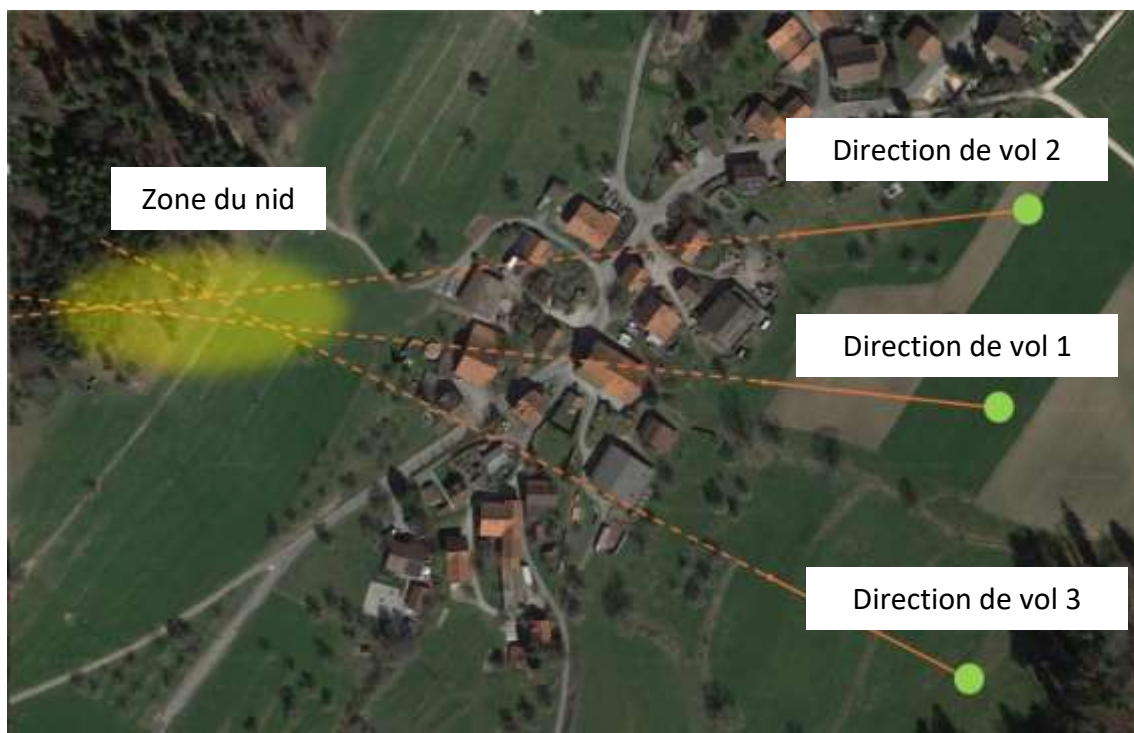 Direction de vol 2
Zone du nid
Direction de vol 1
Direction de vol 3